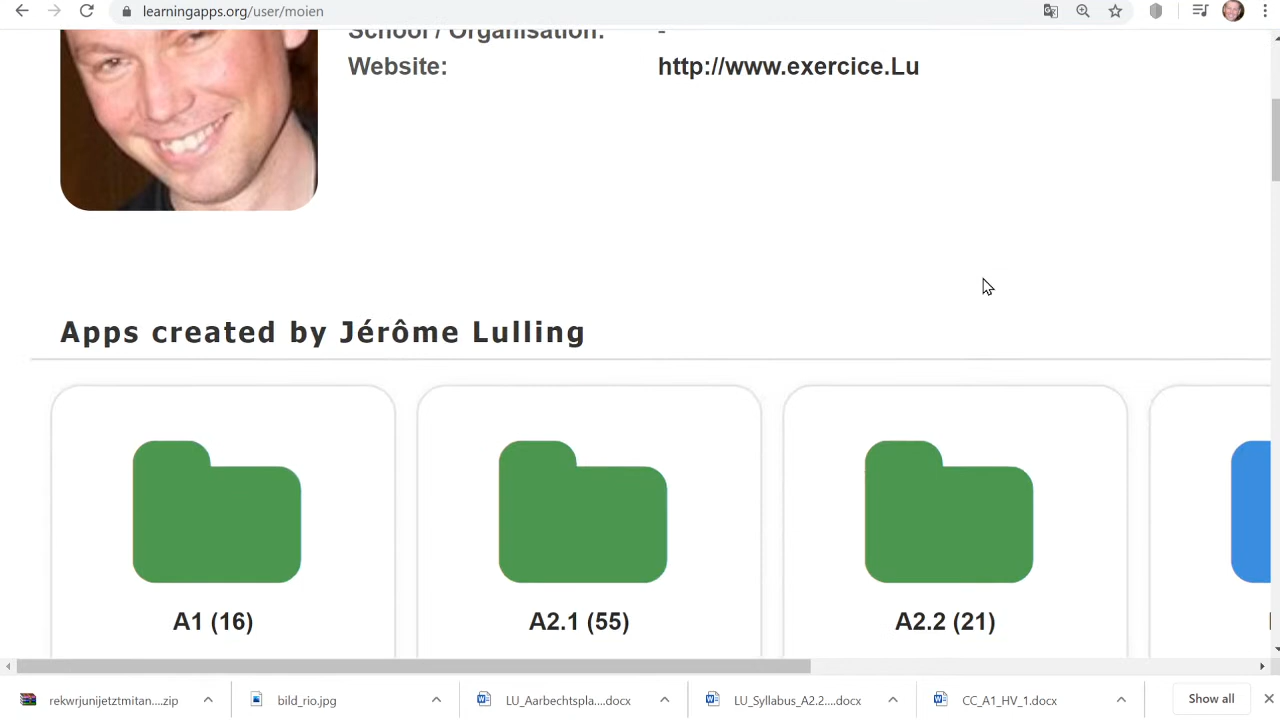 learningapps.org/user/moien
School / Organisation: -
Website: http://www.exercice.Lu
Apps created by Jérôme Lulling
A1 (16) A2.1 (55) A2.2 (21)
rekwrjunijetztmitan....zip bild_rio.jpg LU_Aarbechtspla....docx LU_Syllabus_A2.2....docx CC_A1_HV_1.docx Show all